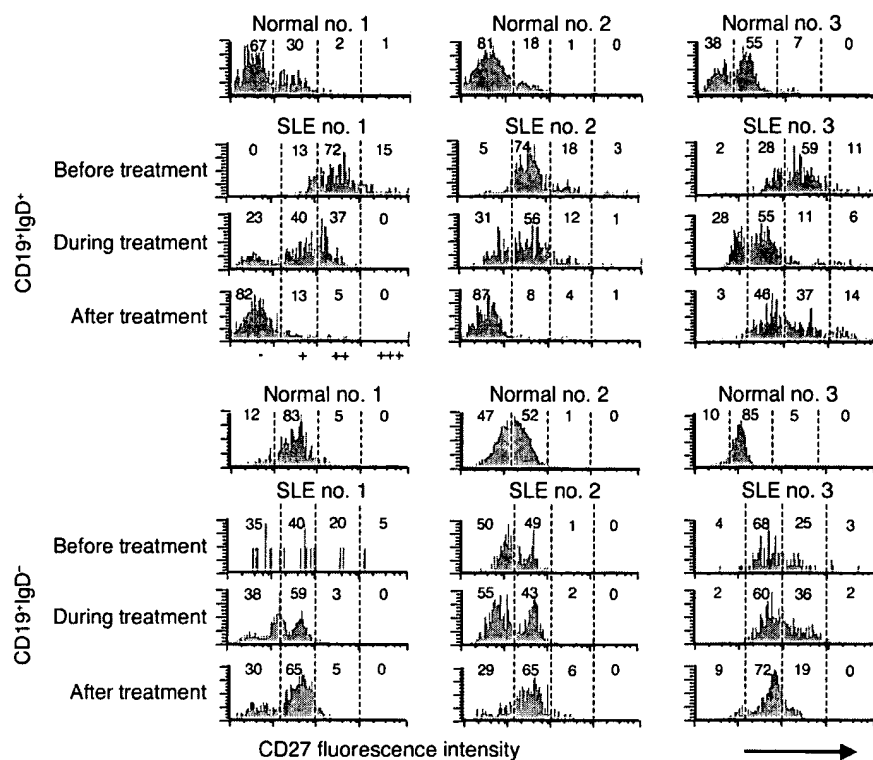 Normal no. 1 Normal no. 2 Normal no. 3
67 30 2 1 81 18 1 0 38 55 7 0
CD19+IgD+
SLE no. 1 SLE no. 2 SLE no. 3
Before treatment 0 13 72 15 5 74 18 3 2 28 59 11
During treatment 23 40 37 0 31 56 12 1 28 55 11 6
After treatment 82 13 5 0 87 8 4 1 3 46 37 14
- + ++ +++
Normal no. 1 Normal no. 2 Normal no. 3
12 83 5 0 47 52 1 0 10 85 5 0
CD19+IgD-
SLE no. 1 SLE no. 2 SLE no. 3
Before treatment 35 40 20 5 50 49 1 0 4 68 25 3
During treatment 38 59 3 0 55 43 2 0 2 60 36 2
After treatment 30 65 5 0 29 65 6 0 9 72 19 0
CD27 fluorescence intensity